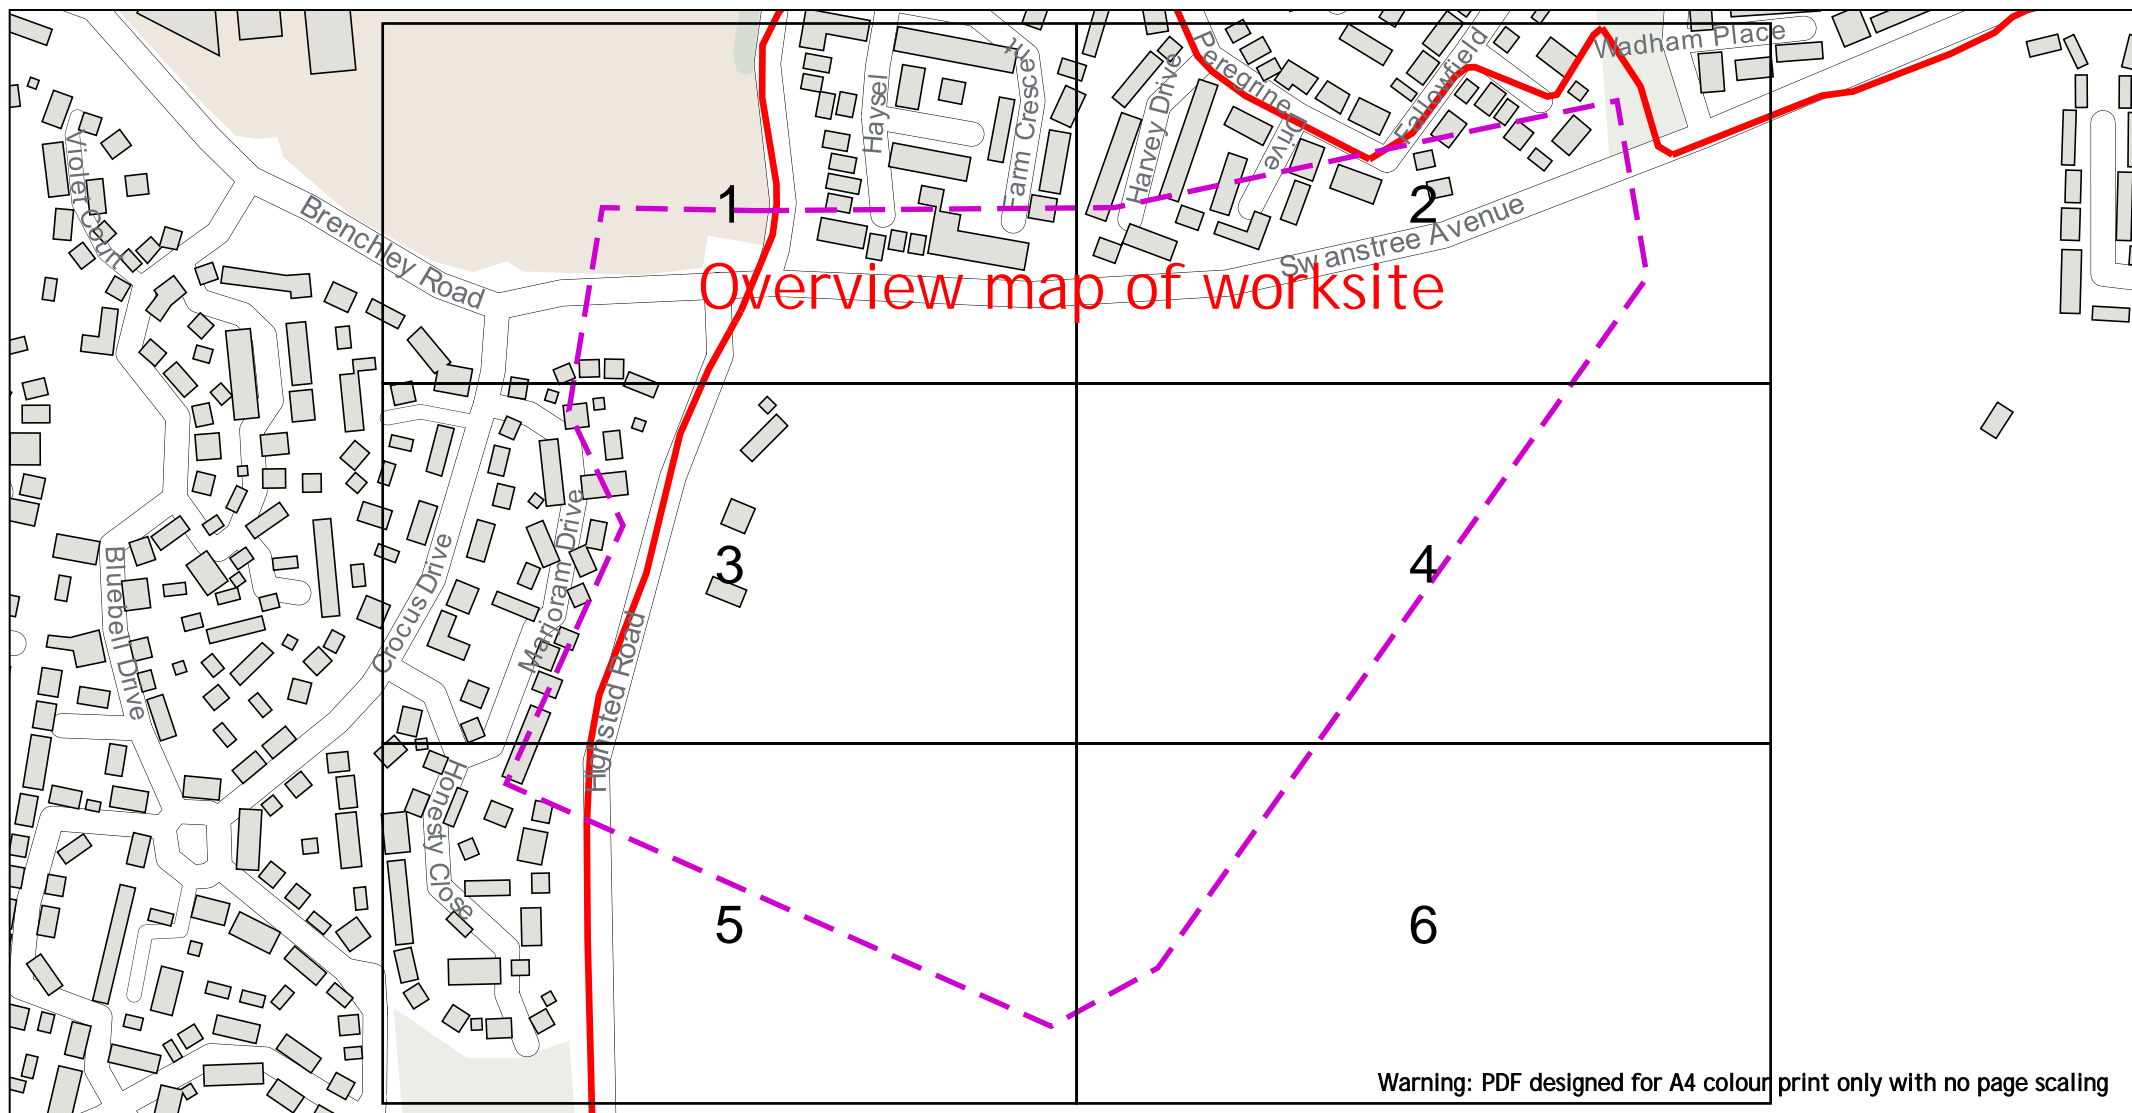 Wadham Place
Peregrine Drive
Fallowfield
Harvey Drive
Haysel
Farm Crescent
Violet Court
Brenchley Road
Swanstree Avenue
1
2
Overview map of worksite
3
4
Bluebell Drive
Crocus Drive
Marjoram Drive
Highsted Road
Honesty Close
5
6
Warning: PDF designed for A4 colour print only with no page scaling